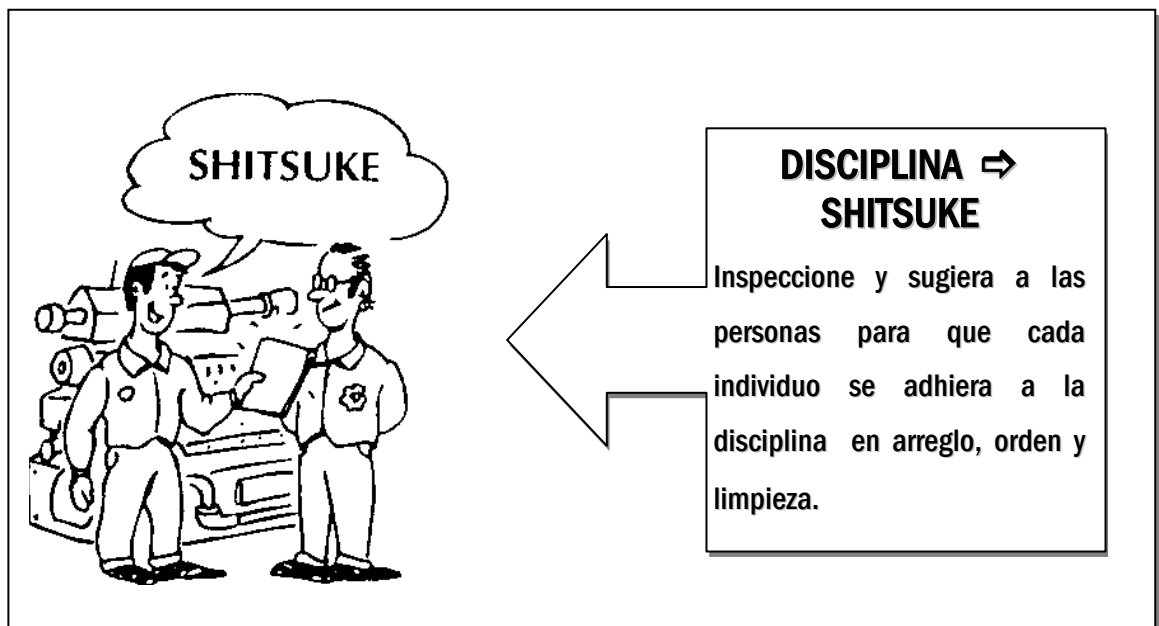 SHITSUKE
DISCIPLINA ⇨
SHITSUKE
Inspeccione y sugiera a las
personas para que cada
individuo se adhiera a la
disciplina en arreglo, orden y
limpieza.